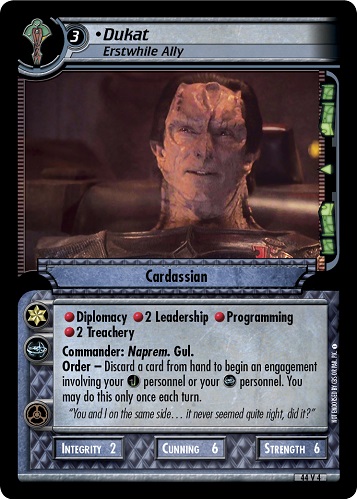 3
•Dukat
Erstwhile Ally
Cardassian
Diplomacy 2 Leadership Programming
2 Treachery
Commander: Naprem. Gul.
Order – Discard a card from hand to begin an engagement
involving your personnel or your personnel. You
may do this only once each turn.
"You and I on the same side... it never seemed quite right, did it?"
INTEGRITY 2 CUNNING 6 STRENGTH 6
44 V 4